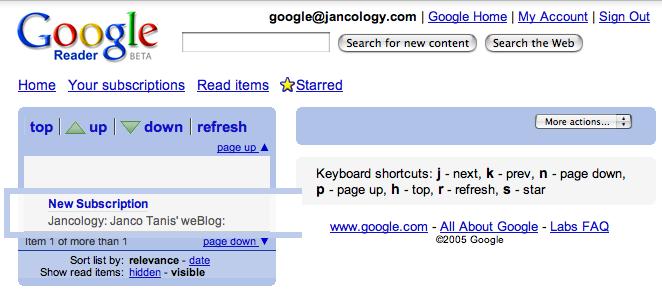 google@jancology.com | Google Home | My Account | Sign Out
Google
Reader BETA
Search for new content Search the Web
Home Your subscriptions Read items Starred
top | up | down | refresh
More actions...
page up
Keyboard shortcuts: j - next, k - prev, n - page down,
p - page up, h - top, r - refresh, s - star
New Subscription
Jancology: Janco Tanis' weBlog:
www.google.com - All About Google - Labs FAQ
©2005 Google
Item 1 of more than 1 page down
Sort list by: relevance - date
Show read items: hidden - visible